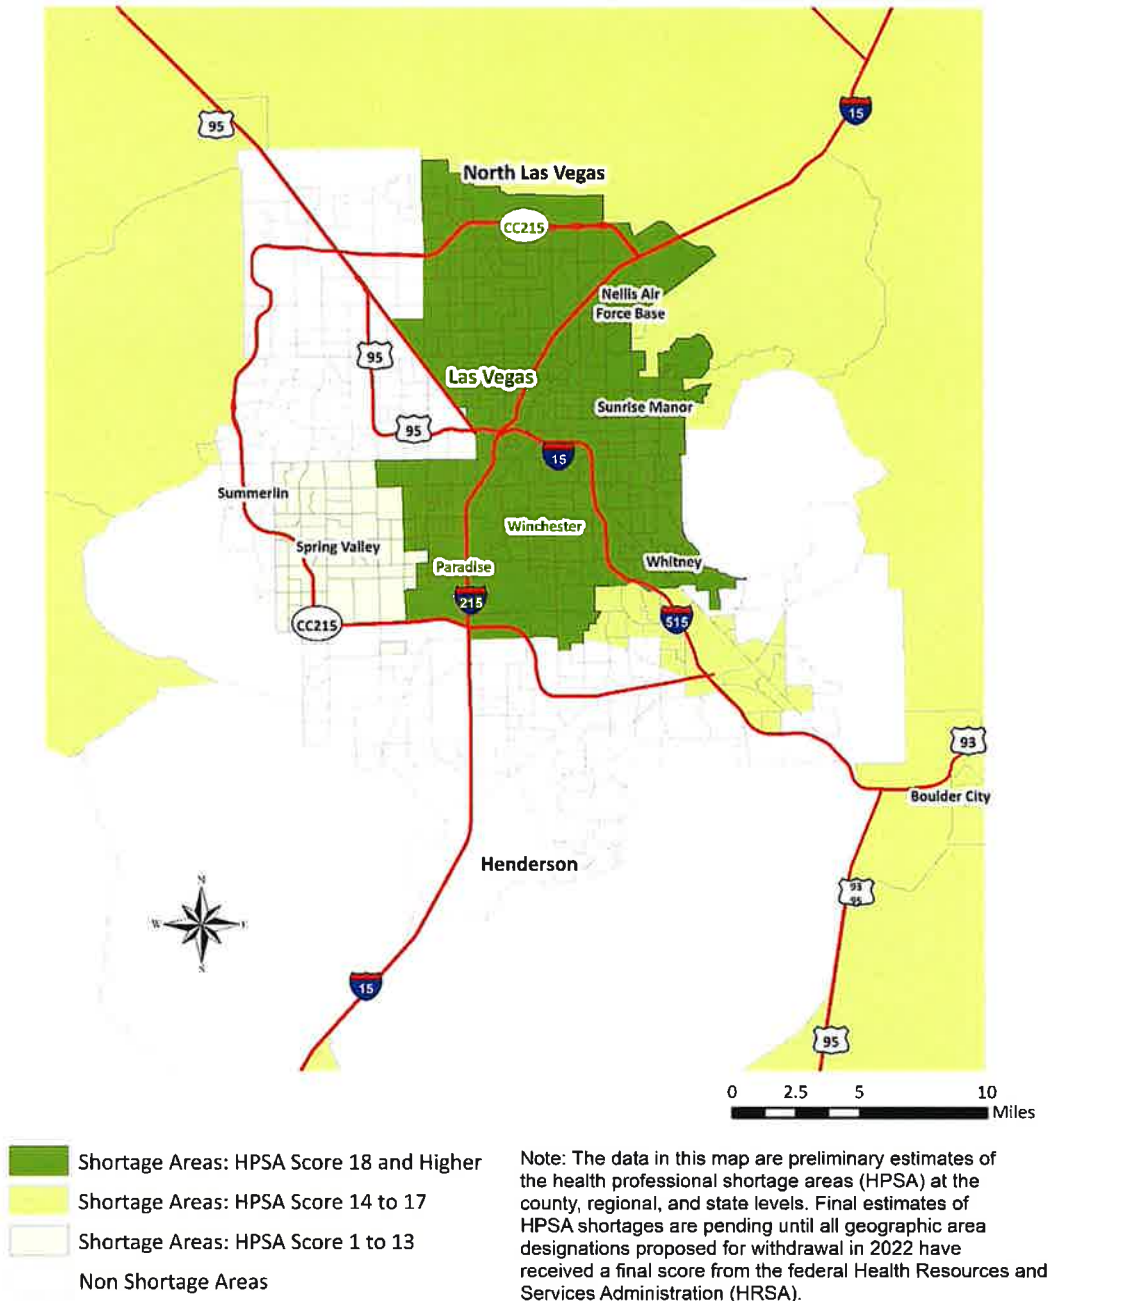 95
15
North Las Vegas
CC215
Nellis Air
Force Base
95
Las Vegas
Sunrise Manor
95
15
Summerlin
Winchester
Spring Valley
Whitney
Paradise
215
CC215
515
93
Boulder City
Henderson
93
95
N
W
E
S
15
95
0 2.5 5 10
Miles
Shortage Areas: HPSA Score 18 and Higher
Shortage Areas: HPSA Score 14 to 17
Shortage Areas: HPSA Score 1 to 13
Non Shortage Areas
Note: The data in this map are preliminary estimates of
the health professional shortage areas (HPSA) at the
county, regional, and state levels. Final estimates of
HPSA shortages are pending until all geographic area
designations proposed for withdrawal in 2022 have
received a final score from the federal Health Resources and
Services Administration (HRSA).